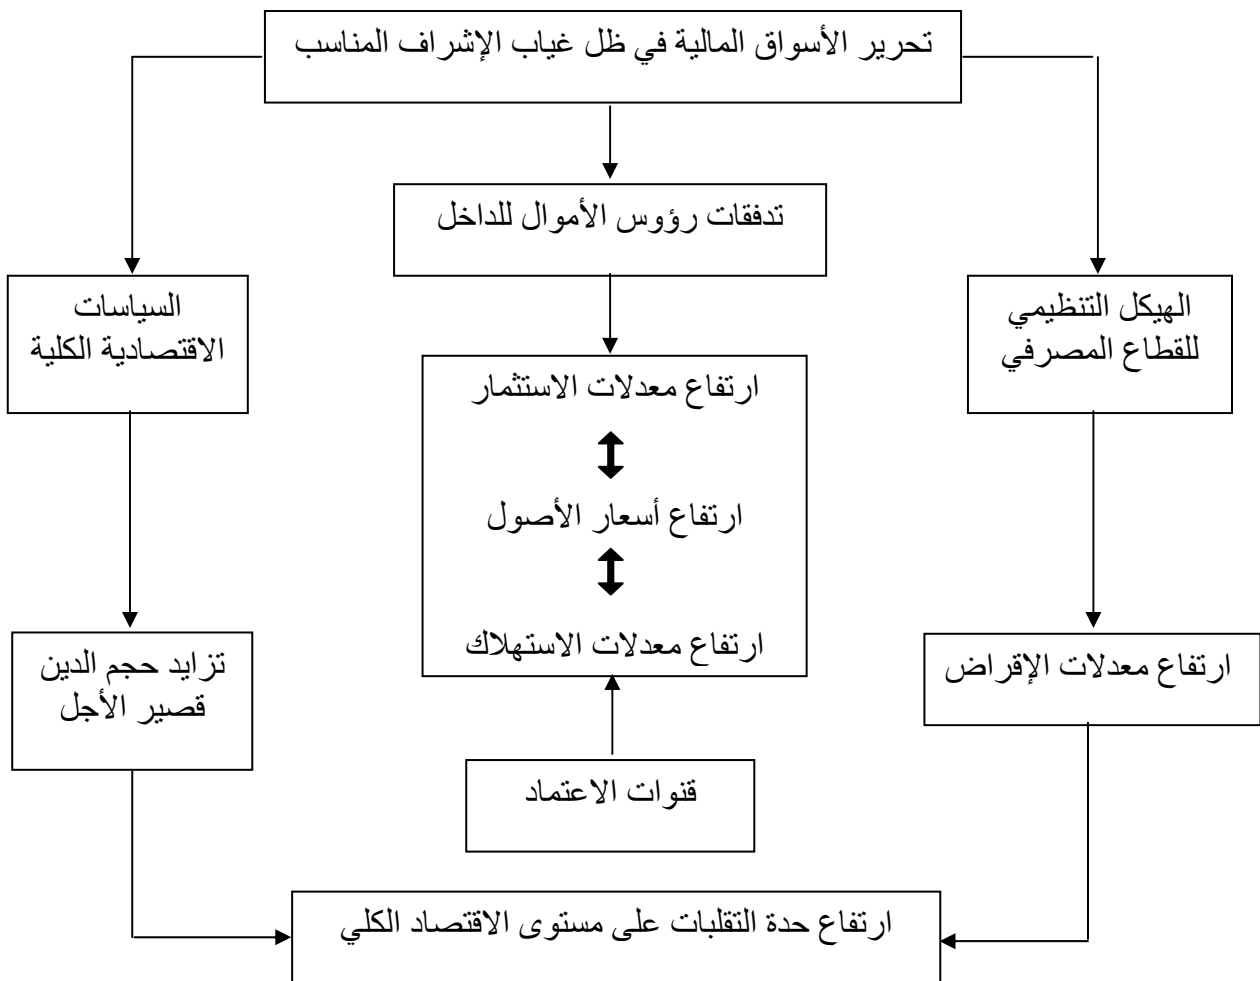 تحرير الأسواق المالية في ظل غياب الإشراف المناسب
تدفقات رؤوس الأموال للداخل
الهيكل التنظيمي
للقطاع المصرفي
السياسات
الاقتصادية الكلية
ارتفاع معدلات الاستثمار
ارتفاع أسعار الأصول
ارتفاع معدلات الاستهلاك
ارتفاع معدلات الإقراض
تزايد حجم الدين
قصير الأجل
قنوات الاعتماد
ارتفاع حدة التقلبات على مستوى الاقتصاد الكلي